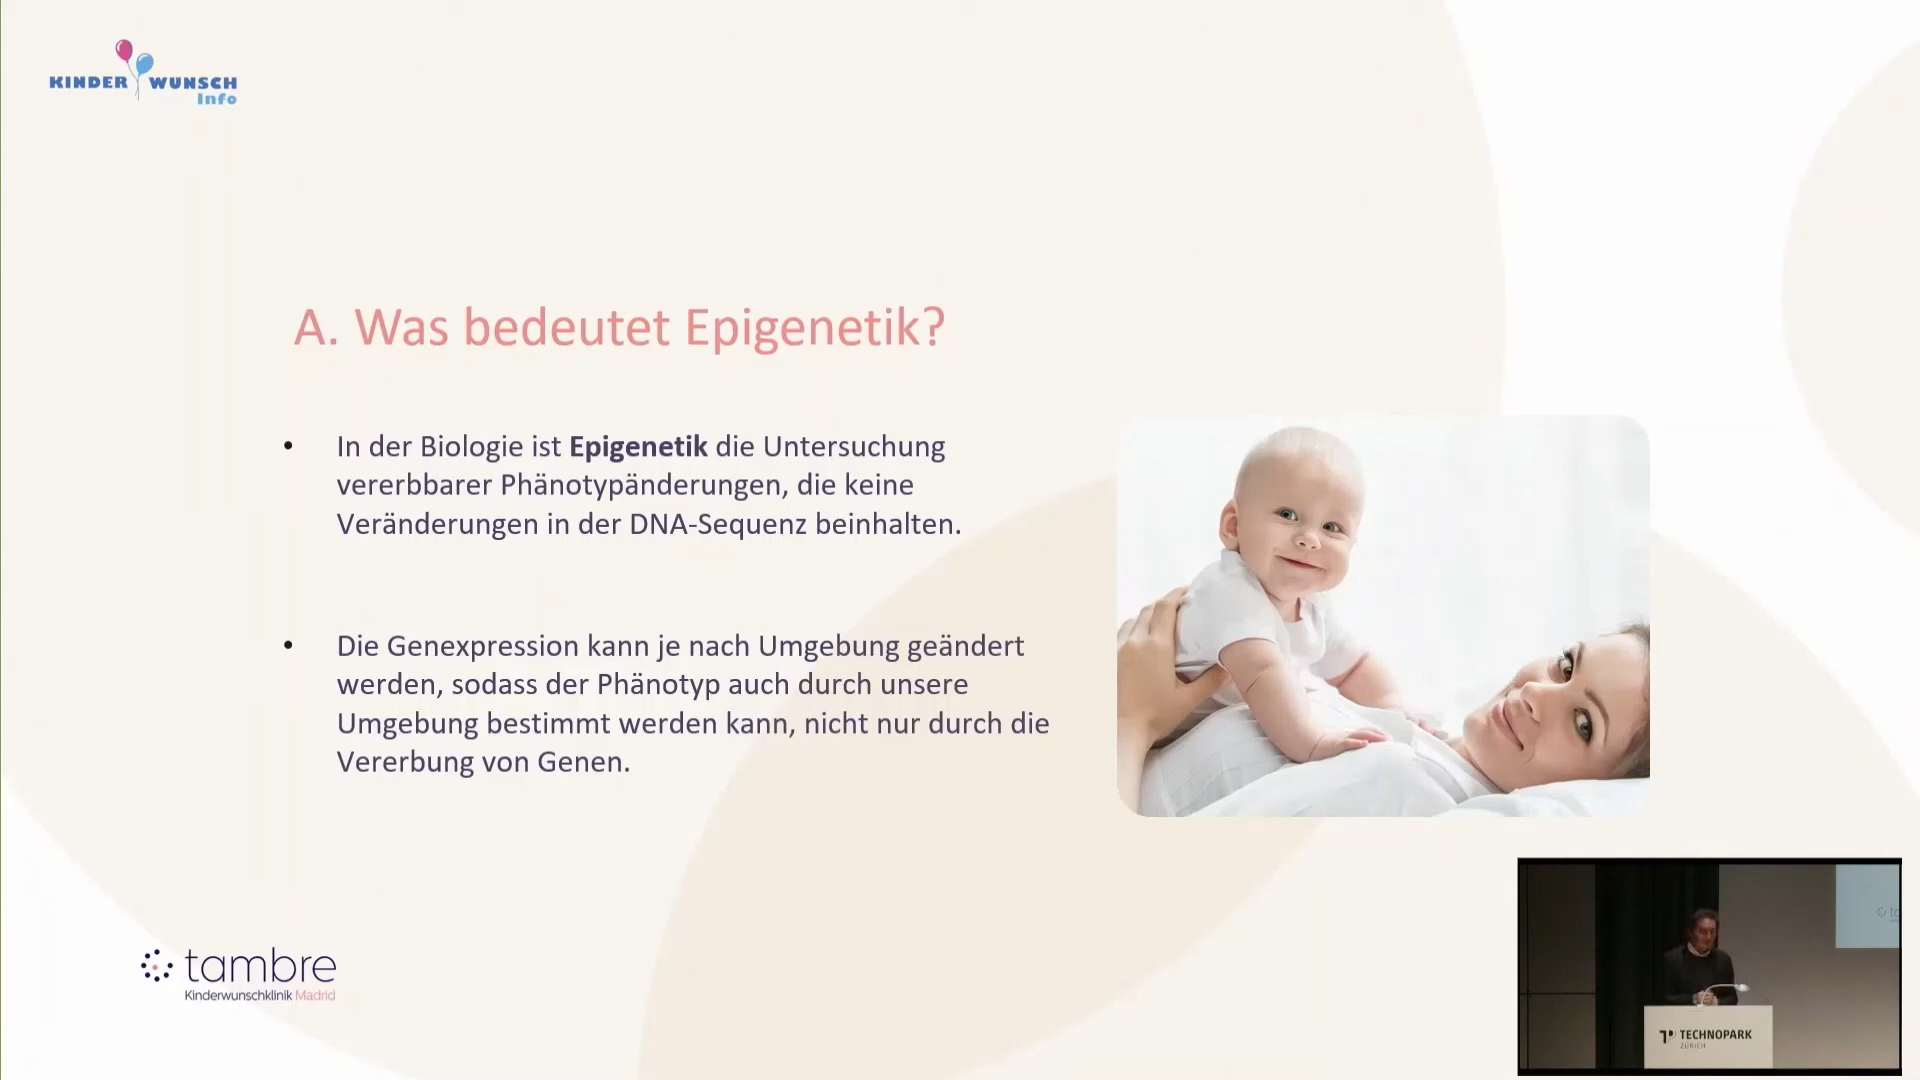 KINDER WUNSCH
Info
A. Was bedeutet Epigenetik?
• In der Biologie ist Epigenetik die Untersuchung
vererbbarer Phänotypänderungen, die keine
Veränderungen in der DNA-Sequenz beinhalten.
• Die Genexpression kann je nach Umgebung geändert
werden, sodass der Phänotyp auch durch unsere
Umgebung bestimmt werden kann, nicht nur durch die
Vererbung von Genen.
tambre
Kinderwunschklinik Madrid
TECHNOPARK
ZÜRICH